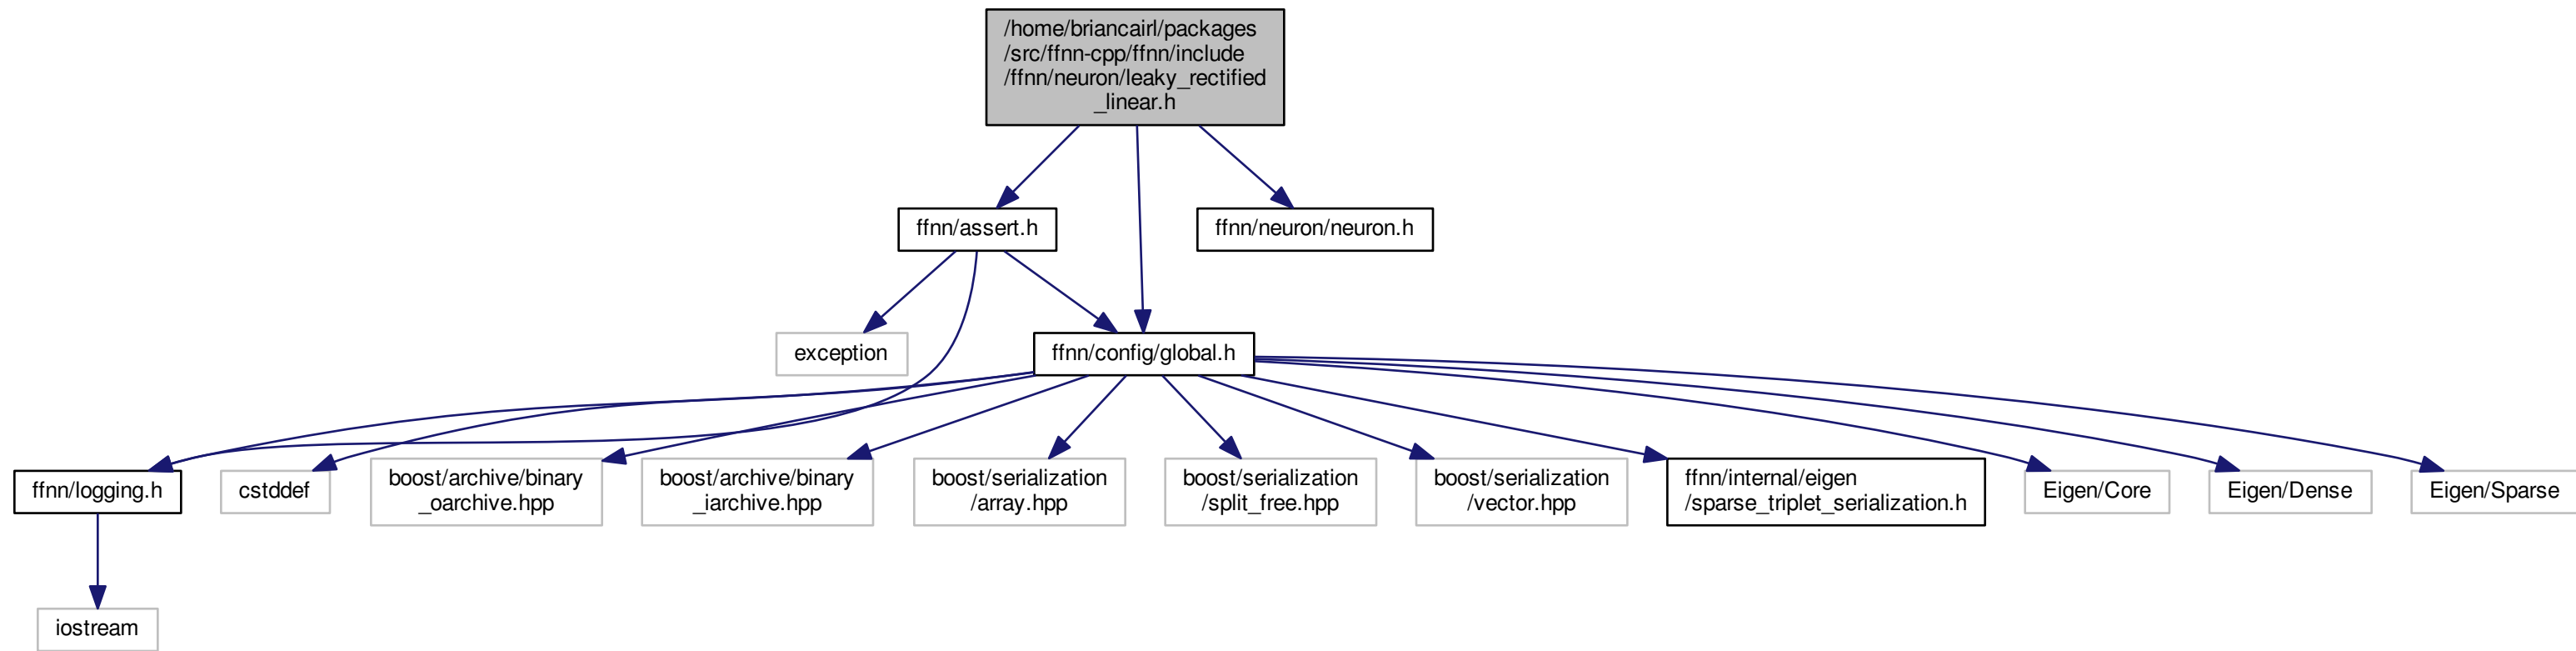 /home/briancairl/packages
/src/ffnn-cpp/ffnn/include
/ffnn/neuron/leaky_rectified
_linear.h
ffnn/assert.h
ffnn/neuron/neuron.h
exception
ffnn/config/global.h
ffnn/logging.h
cstddef
boost/archive/binary
_oarchive.hpp
boost/archive/binary
_iarchive.hpp
boost/serialization
/array.hpp
boost/serialization
/split_free.hpp
boost/serialization
/vector.hpp
ffnn/internal/eigen
/sparse_triplet_serialization.h
Eigen/Core
Eigen/Dense
Eigen/Sparse
iostream